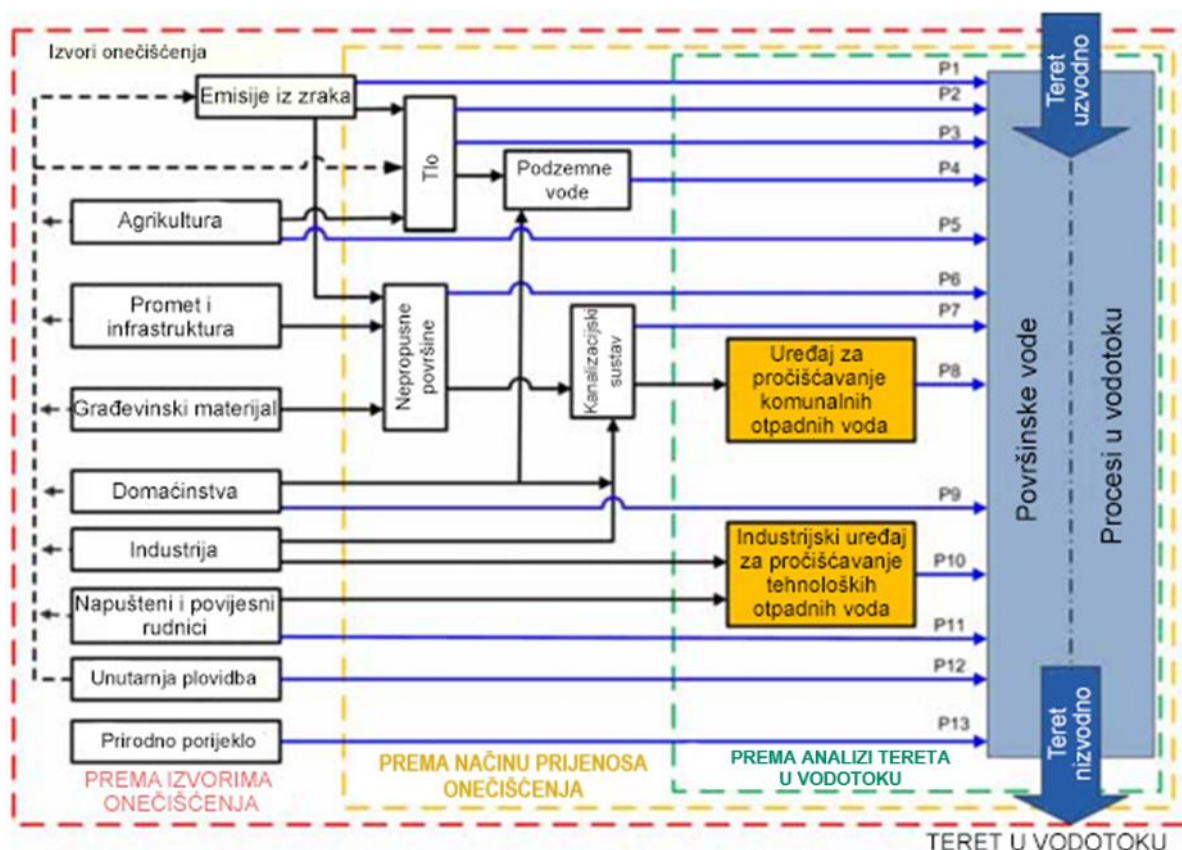 Izvori onečišćenja
Emisije iz zraka
Tlo
Podzemne
vode
Agrikultura
Promet i
infrastruktura
Nepropusne
površine
Kanalizacijski
sustav
Građevinski materijal
Uređaj za
pročišćavanje
komunalnih
otpadnih voda
Domaćinstva
Industrija
Industrijski uređaj
za pročišćavanje
tehnoloških
otpadnih voda
Napušteni i povijesni
rudnici
Unutarnja plovidba
Prirodno porijeklo
P1
P2
P3
P4
P5
P6
P7
P8
P9
P10
P11
P12
P13
Teret
uzvodno
Površinske vode
Procesi u vodotoku
Teret
nizvodno
PREMA IZVORIMA
ONEČIŠĆENJA
PREMA NAČINU PRIJENOSA
ONEČIŠĆENJA
PREMA ANALIZI TERETA
U VODOTOKU
TERET U VODOTOKU